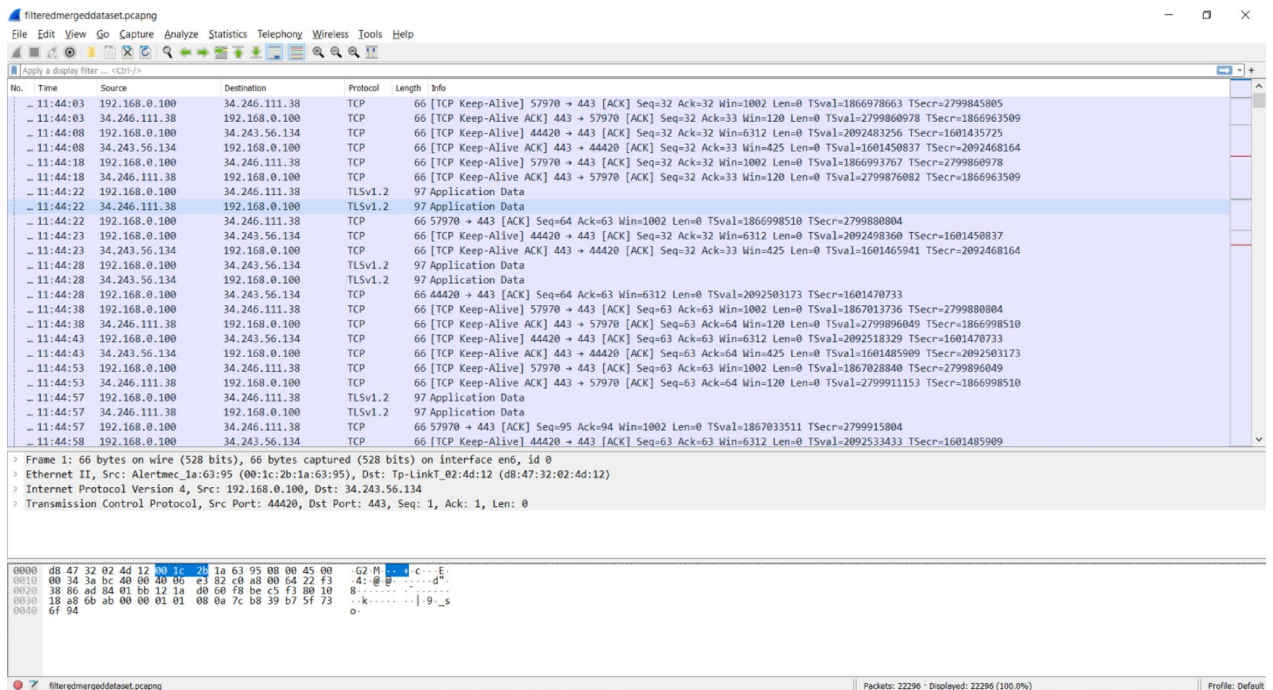 filteredmergeddataset.pcapng
File Edit View Go Capture Analyze Statistics Telephony Wireless Tools Help
Apply a display filter ... <Ctrl-/>
No. Time Source Destination Protocol Length Info
… 11:44:03 192.168.0.100 34.246.111.38 TCP 66 [TCP Keep-Alive] 57970 → 443 [ACK] Seq=32 Ack=32 Win=1002 Len=0 TSval=1866978663 TSecr=2799845805
… 11:44:03 34.246.111.38 192.168.0.100 TCP 66 [TCP Keep-Alive ACK] 443 → 57970 [ACK] Seq=32 Ack=33 Win=120 Len=0 TSval=2799860978 TSecr=1866963509
… 11:44:08 192.168.0.100 34.243.56.134 TCP 66 [TCP Keep-Alive] 44420 → 443 [ACK] Seq=32 Ack=32 Win=6312 Len=0 TSval=2092483256 TSecr=1601435725
… 11:44:08 34.243.56.134 192.168.0.100 TCP 66 [TCP Keep-Alive ACK] 443 → 44420 [ACK] Seq=32 Ack=33 Win=425 Len=0 TSval=1601450837 TSecr=2092468164
… 11:44:18 192.168.0.100 34.246.111.38 TCP 66 [TCP Keep-Alive] 57970 → 443 [ACK] Seq=32 Ack=32 Win=1002 Len=0 TSval=1866993767 TSecr=2799860978
… 11:44:18 34.246.111.38 192.168.0.100 TCP 66 [TCP Keep-Alive ACK] 443 → 57970 [ACK] Seq=32 Ack=33 Win=120 Len=0 TSval=2799876082 TSecr=1866963509
… 11:44:22 192.168.0.100 34.246.111.38 TLSv1.2 97 Application Data
… 11:44:22 34.246.111.38 192.168.0.100 TLSv1.2 97 Application Data
… 11:44:22 192.168.0.100 34.246.111.38 TCP 66 57970 → 443 [ACK] Seq=64 Ack=63 Win=1002 Len=0 TSval=1866998510 TSecr=2799880804
… 11:44:23 192.168.0.100 34.243.56.134 TCP 66 [TCP Keep-Alive] 44420 → 443 [ACK] Seq=32 Ack=32 Win=6312 Len=0 TSval=2092498360 TSecr=1601450837
… 11:44:23 34.243.56.134 192.168.0.100 TCP 66 [TCP Keep-Alive ACK] 443 → 44420 [ACK] Seq=32 Ack=33 Win=425 Len=0 TSval=1601465941 TSecr=2092468164
… 11:44:28 192.168.0.100 34.243.56.134 TLSv1.2 97 Application Data
… 11:44:28 34.243.56.134 192.168.0.100 TLSv1.2 97 Application Data
… 11:44:28 192.168.0.100 34.243.56.134 TCP 66 44420 → 443 [ACK] Seq=64 Ack=63 Win=6312 Len=0 TSval=2092503173 TSecr=1601470733
… 11:44:38 192.168.0.100 34.246.111.38 TCP 66 [TCP Keep-Alive] 57970 → 443 [ACK] Seq=63 Ack=63 Win=1002 Len=0 TSval=1867013736 TSecr=2799880804
… 11:44:38 34.246.111.38 192.168.0.100 TCP 66 [TCP Keep-Alive ACK] 443 → 57970 [ACK] Seq=63 Ack=64 Win=120 Len=0 TSval=2799896049 TSecr=1866998510
… 11:44:43 192.168.0.100 34.243.56.134 TCP 66 [TCP Keep-Alive] 44420 → 443 [ACK] Seq=63 Ack=63 Win=6312 Len=0 TSval=2092518329 TSecr=1601470733
… 11:44:43 34.243.56.134 192.168.0.100 TCP 66 [TCP Keep-Alive ACK] 443 → 44420 [ACK] Seq=63 Ack=64 Win=425 Len=0 TSval=1601485909 TSecr=2092503173
… 11:44:53 192.168.0.100 34.246.111.38 TCP 66 [TCP Keep-Alive] 57970 → 443 [ACK] Seq=63 Ack=63 Win=1002 Len=0 TSval=1867028840 TSecr=2799896049
… 11:44:53 34.246.111.38 192.168.0.100 TCP 66 [TCP Keep-Alive ACK] 443 → 57970 [ACK] Seq=63 Ack=64 Win=120 Len=0 TSval=2799911153 TSecr=1866998510
… 11:44:57 192.168.0.100 34.246.111.38 TLSv1.2 97 Application Data
… 11:44:57 34.246.111.38 192.168.0.100 TLSv1.2 97 Application Data
… 11:44:57 192.168.0.100 34.246.111.38 TCP 66 57970 → 443 [ACK] Seq=95 Ack=94 Win=1002 Len=0 TSval=1867033511 TSecr=2799915804
… 11:44:58 192.168.0.100 34.243.56.134 TCP 66 [TCP Keep-Alive] 44420 → 443 [ACK] Seq=63 Ack=63 Win=6312 Len=0 TSval=2092533433 TSecr=1601485909
> Frame 1: 66 bytes on wire (528 bits), 66 bytes captured (528 bits) on interface en6, id 0
> Ethernet II, Src: Alertmec_1a:63:95 (00:1c:2b:1a:63:95), Dst: Tp-LinkT_02:4d:12 (d8:47:32:02:4d:12)
> Internet Protocol Version 4, Src: 192.168.0.100, Dst: 34.243.56.134
> Transmission Control Protocol, Src Port: 44420, Dst Port: 443, Seq: 1, Ack: 1, Len: 0
0000 d8 47 32 02 4d 12 00 1c 2b 1a 63 95 08 00 45 00 ·G2·M··· +·c···E·
0010 00 34 3a bc 40 00 40 06 e3 82 c0 a8 00 64 22 f3 ·4:·@·@· ·····d"·
0020 38 86 ad 84 01 bb 12 1a d0 60 f8 be c5 f3 80 10 8······· ·`······
0030 18 a8 6b ab 00 00 01 01 08 0a 7c b8 39 b7 5f 73 ··k····· ··|·9·_s
0040 6f 94 o·
filteredmergeddataset.pcapng Packets: 22296 · Displayed: 22296 (100.0%) Profile: Default